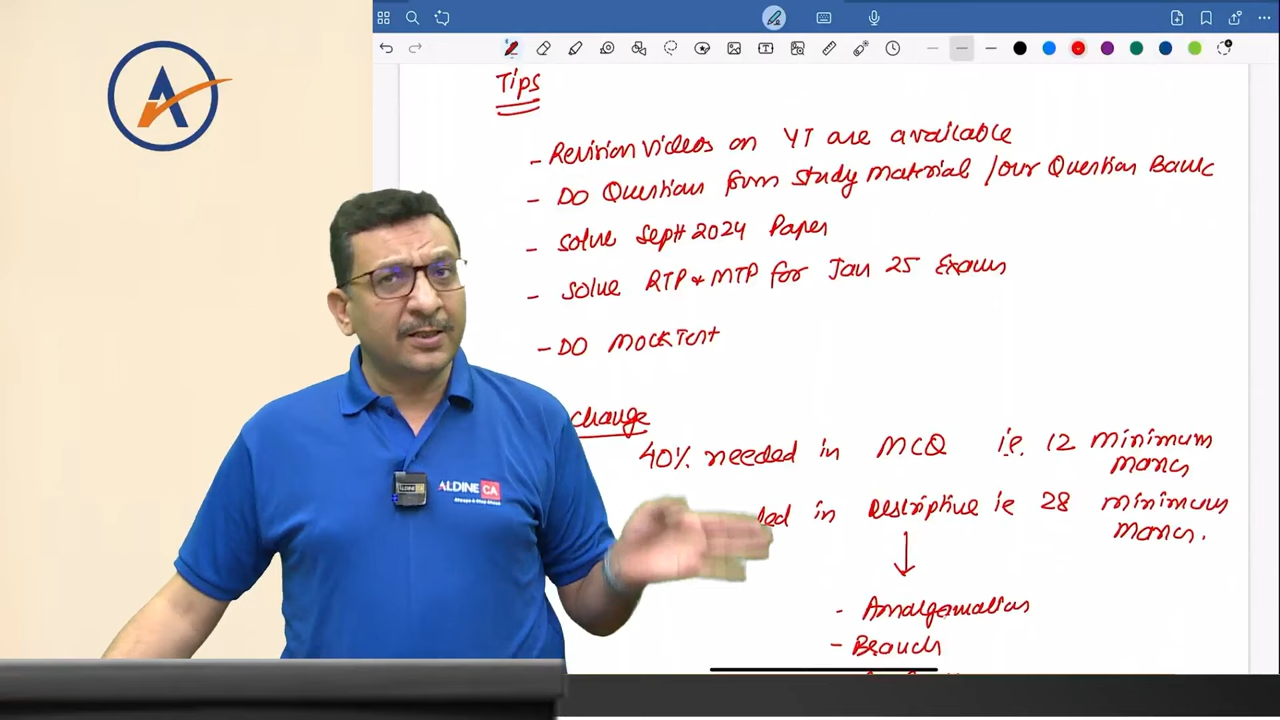 Tips
- Revision Videos on YT are available
- DO Question from study material / our Question Bank
- Solve Sept 2024 Paper
- Solve RTP & MTP for Jan 25 Exams
- DO Mock Test
change
40% needed in MCQ i.e. 12 minimum
marks
in Descriptive ie 28 minimum
marks.
- Amalgamation
- Branch
ALDINE CA